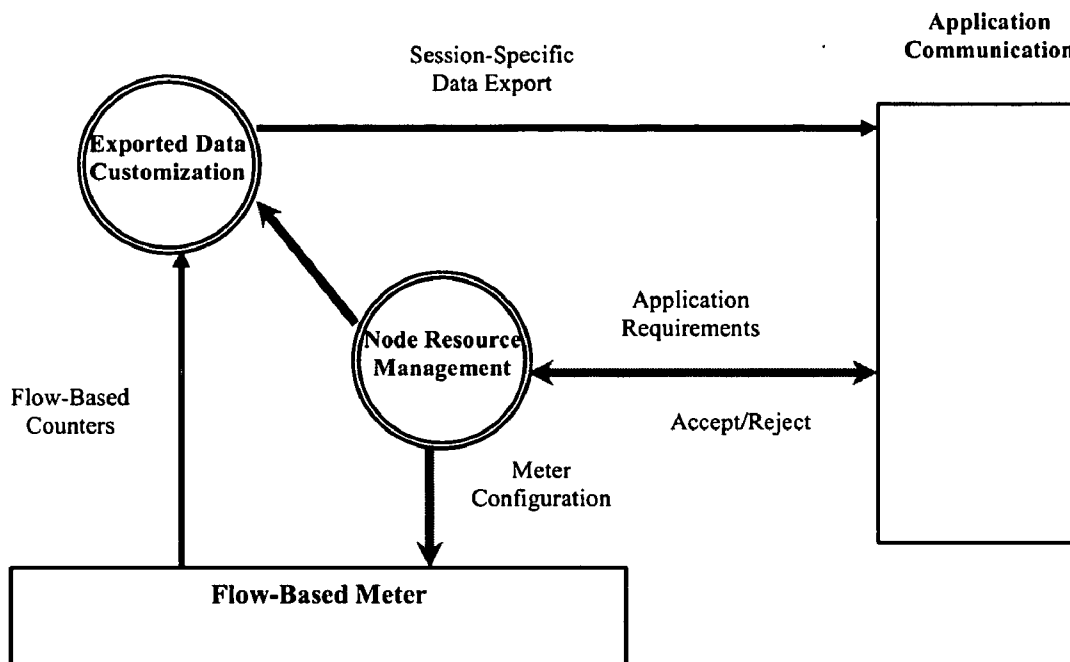 Application
Communication
Session-Specific
Data Export
Exported Data
Customization
Application
Requirements
Node Resource
Management
Flow-Based
Counters
Accept/Reject
Meter
Configuration
Flow-Based Meter